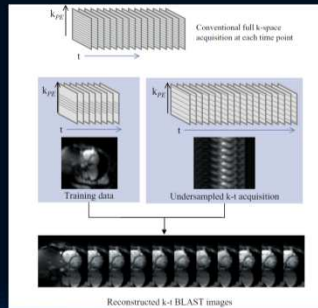 k_PE
Conventional full k-space
acquisition at each time point
t
k_PE
k_PE
t
t
Training data
Undersampled k-t acquisition
Reconstructed k-t BLAST images